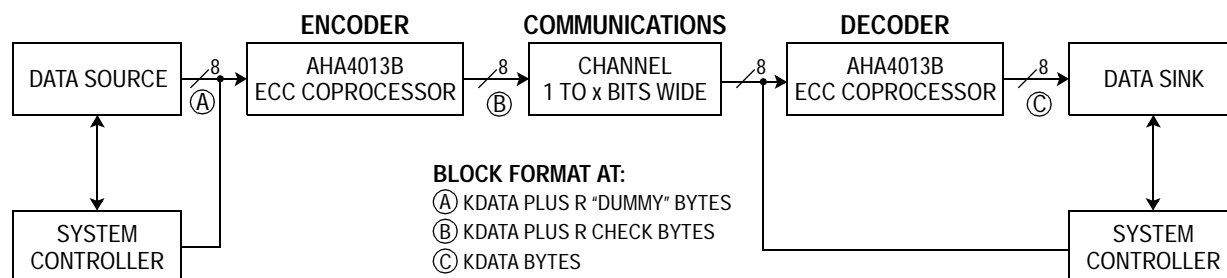 ENCODER
COMMUNICATIONS
DECODER
DATA SOURCE
8
A
AHA4013B
ECC COPROCESSOR
8
B
CHANNEL
1 TO x BITS WIDE
8
AHA4013B
ECC COPROCESSOR
8
C
DATA SINK
BLOCK FORMAT AT:
A KDATA PLUS R “DUMMY” BYTES
B KDATA PLUS R CHECK BYTES
C KDATA BYTES
SYSTEM
CONTROLLER
SYSTEM
CONTROLLER